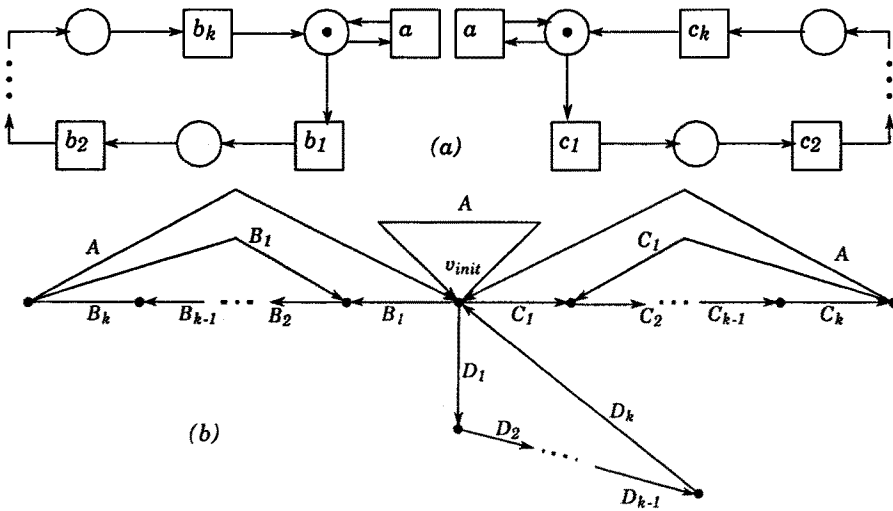 b_k a a c_k
b_2 b_1 (a) c_1 c_2
A
A B_1 C_1 A
v_init
B_k B_{k-1} B_2 B_1 C_1 C_2 C_{k-1} C_k
D_1
D_k
(b) D_2
D_{k-1}